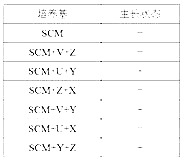 培养基 生长状态
SCM −
SCM+V+Z −
SCM+U+Y
SCM+Z+X −
SCM+V+Y −
SCM+U+X −
SCM+Y+Z −